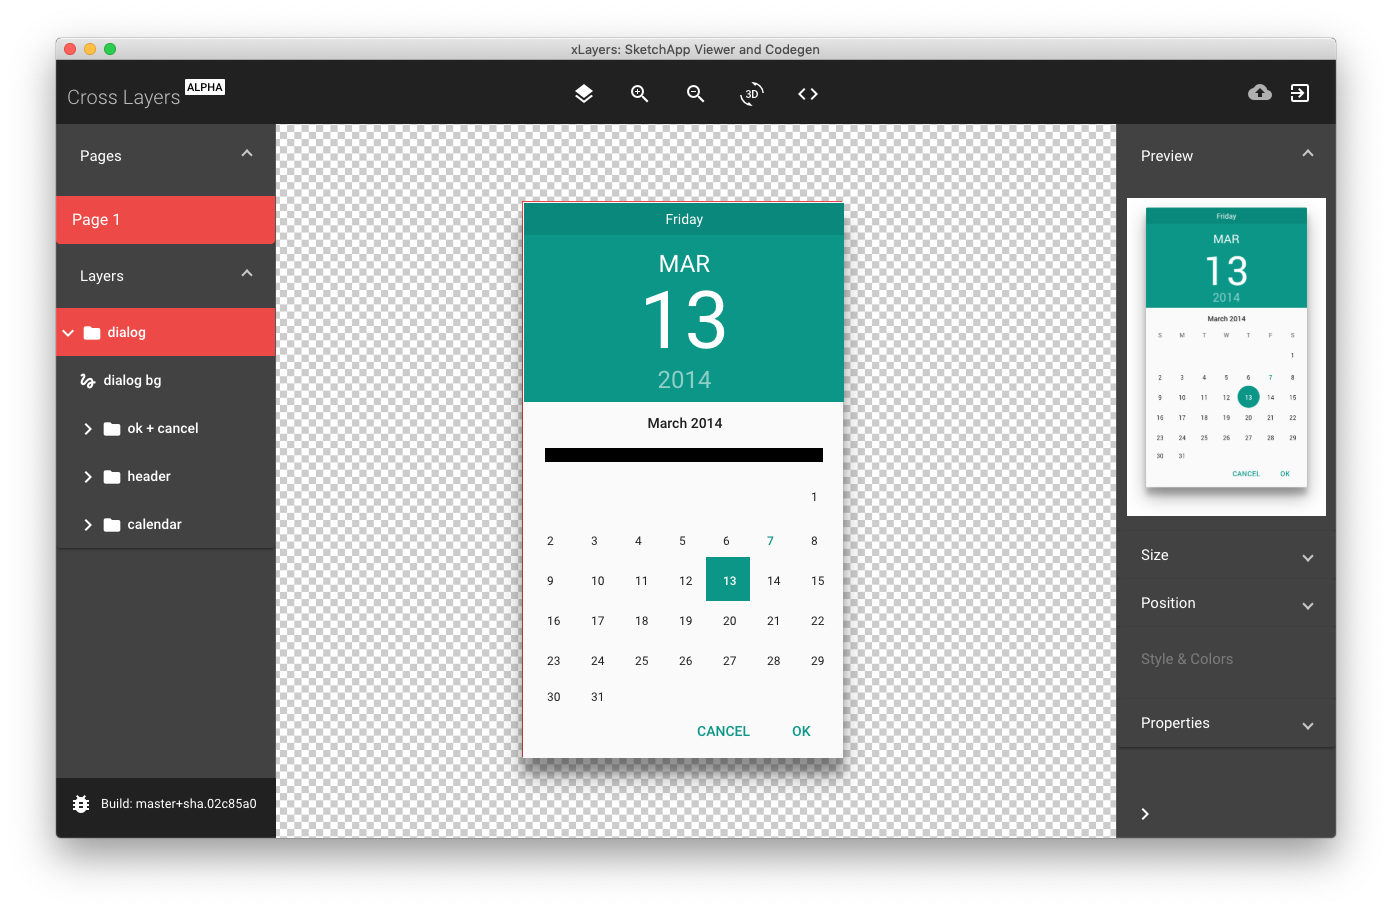 xLayers: SketchApp Viewer and Codegen
Cross Layers ALPHA
3D
Pages
Page 1
Layers
dialog
dialog bg
ok + cancel
header
calendar
Build: master+sha.02c85a0
Friday
MAR
13
2014
March 2014
1
2 3 4 5 6 7 8
9 10 11 12 13 14 15
16 17 18 19 20 21 22
23 24 25 26 27 28 29
30 31
CANCEL OK
Preview
Friday
MAR
13
2014
March 2014
S M T W T F S
1
2 3 4 5 6 7 8
9 10 11 12 13 14 15
16 17 18 19 20 21 22
23 24 25 26 27 28 29
30 31
CANCEL OK
Size
Position
Style & Colors
Properties